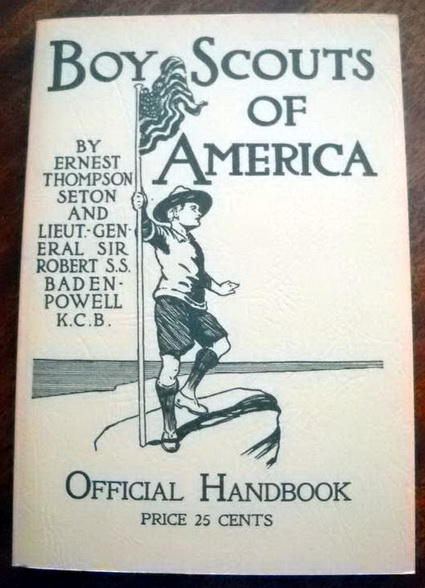 BOY SCOUTS
OF
AMERICA
BY
ERNEST
THOMPSON
SETON
AND
LIEUT.-GEN-
ERAL SIR
ROBERT S.S.
BADEN-
POWELL
K.C.B.
OFFICIAL HANDBOOK
PRICE 25 CENTS